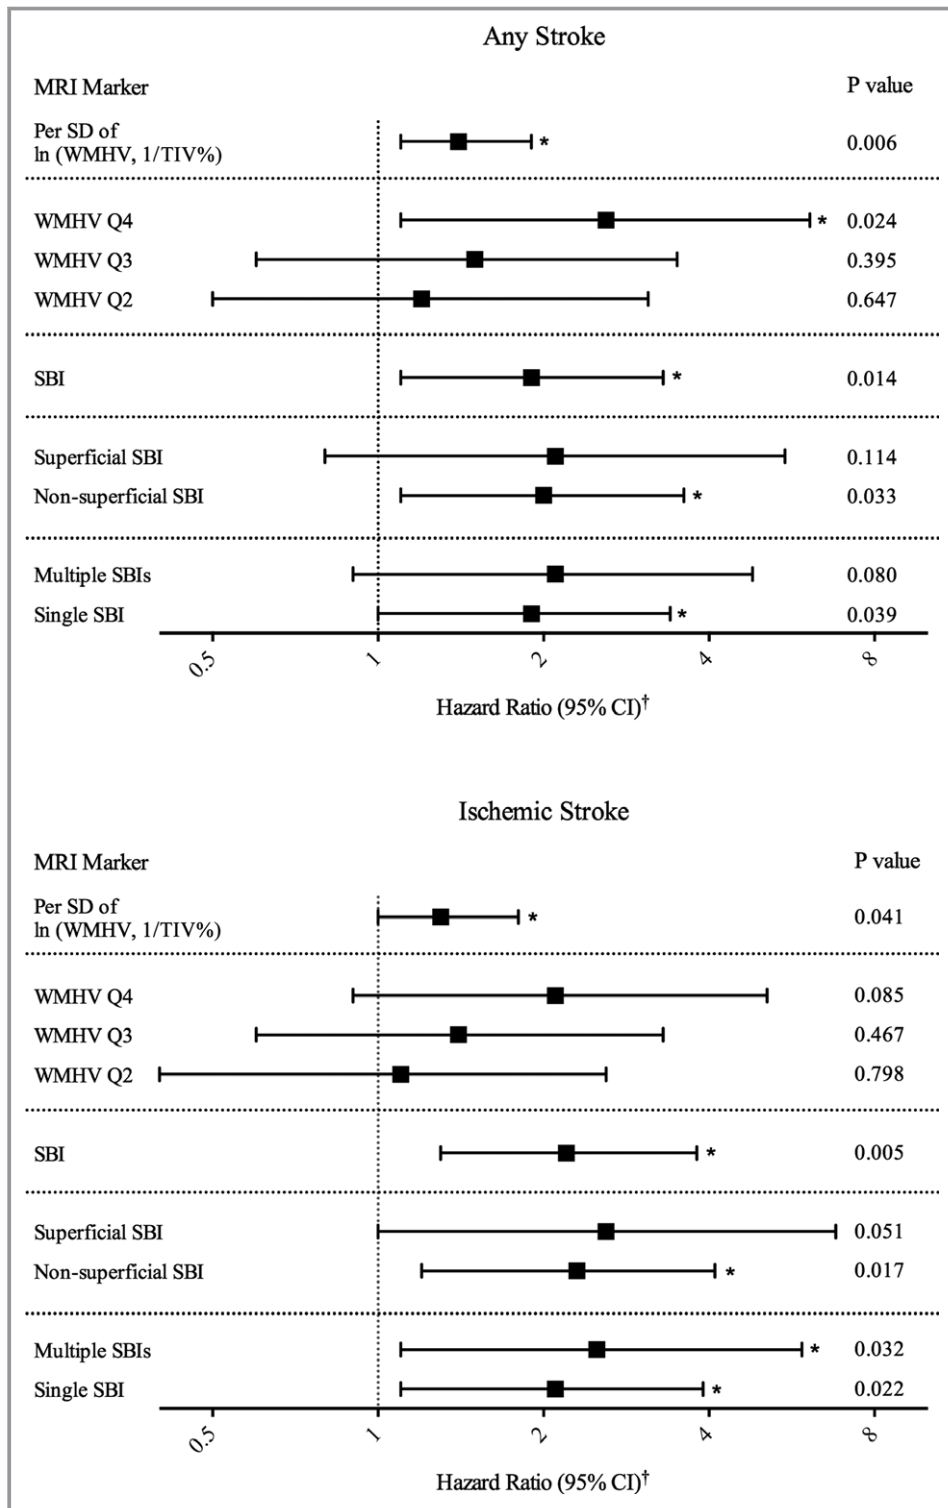 Any Stroke
MRI Marker P value
Per SD of
ln (WMHV, 1/TIV%) * 0.006
WMHV Q4 * 0.024
WMHV Q3 0.395
WMHV Q2 0.647
SBI * 0.014
Superficial SBI 0.114
Non-superficial SBI * 0.033
Multiple SBIs 0.080
Single SBI * 0.039
0.5 1 2 4 8
Hazard Ratio (95% CI)†
Ischemic Stroke
MRI Marker P value
Per SD of
ln (WMHV, 1/TIV%) * 0.041
WMHV Q4 0.085
WMHV Q3 0.467
WMHV Q2 0.798
SBI * 0.005
Superficial SBI 0.051
Non-superficial SBI * 0.017
Multiple SBIs * 0.032
Single SBI * 0.022
0.5 1 2 4 8
Hazard Ratio (95% CI)†